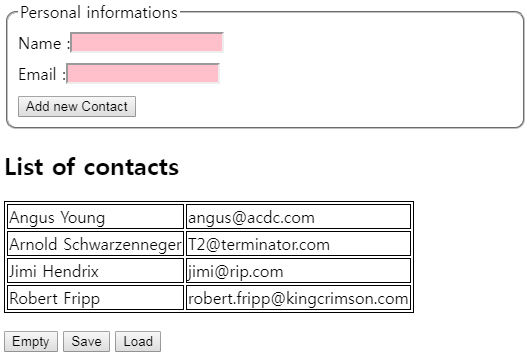 Personal informations
Name :
Email :
Add new Contact
List of contacts
Angus Young angus@acdc.com
Arnold Schwarzenneger T2@terminator.com
Jimi Hendrix jimi@rip.com
Robert Fripp robert.fripp@kingcrimson.com
Empty Save Load